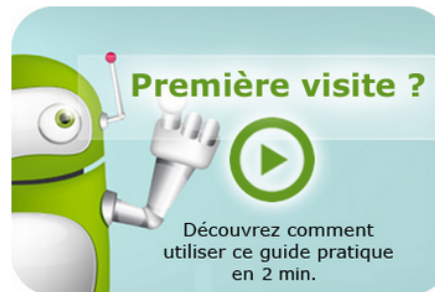 Première visite ?
Découvrez comment
utiliser ce guide pratique
en 2 min.